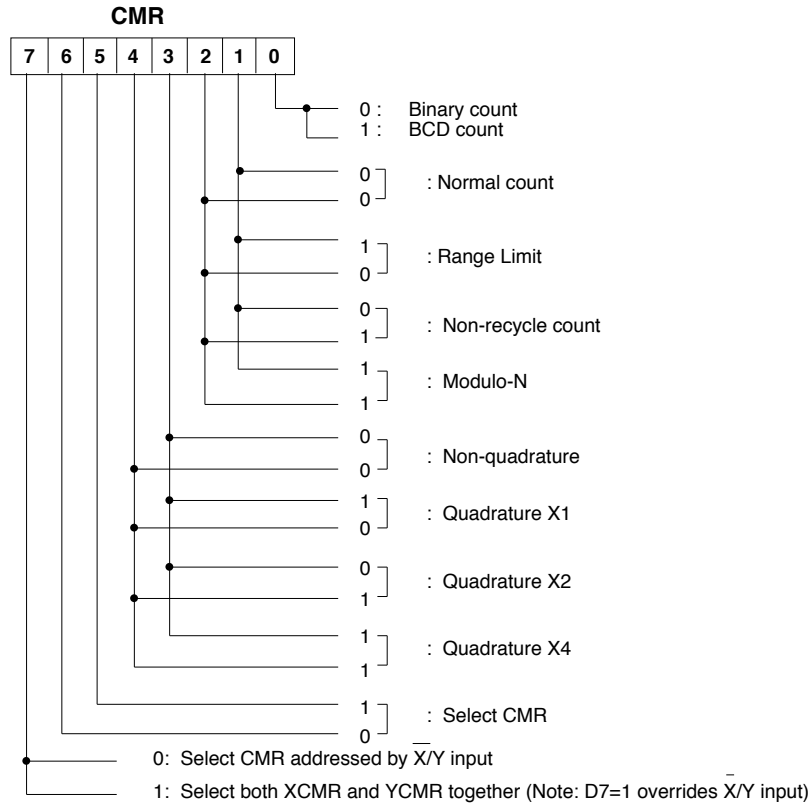 CMR
7 6 5 4 3 2 1 0
0 : Binary count
1 : BCD count
0
0 : Normal count
1
0 : Range Limit
0
1 : Non-recycle count
1
1 : Modulo-N
0
0 : Non-quadrature
1
0 : Quadrature X1
0
1 : Quadrature X2
1
1 : Quadrature X4
1
0 : Select CMR
0: Select CMR addressed by X̅/Y input
1: Select both XCMR and YCMR together (Note: D7=1 overrides X̅/Y input)